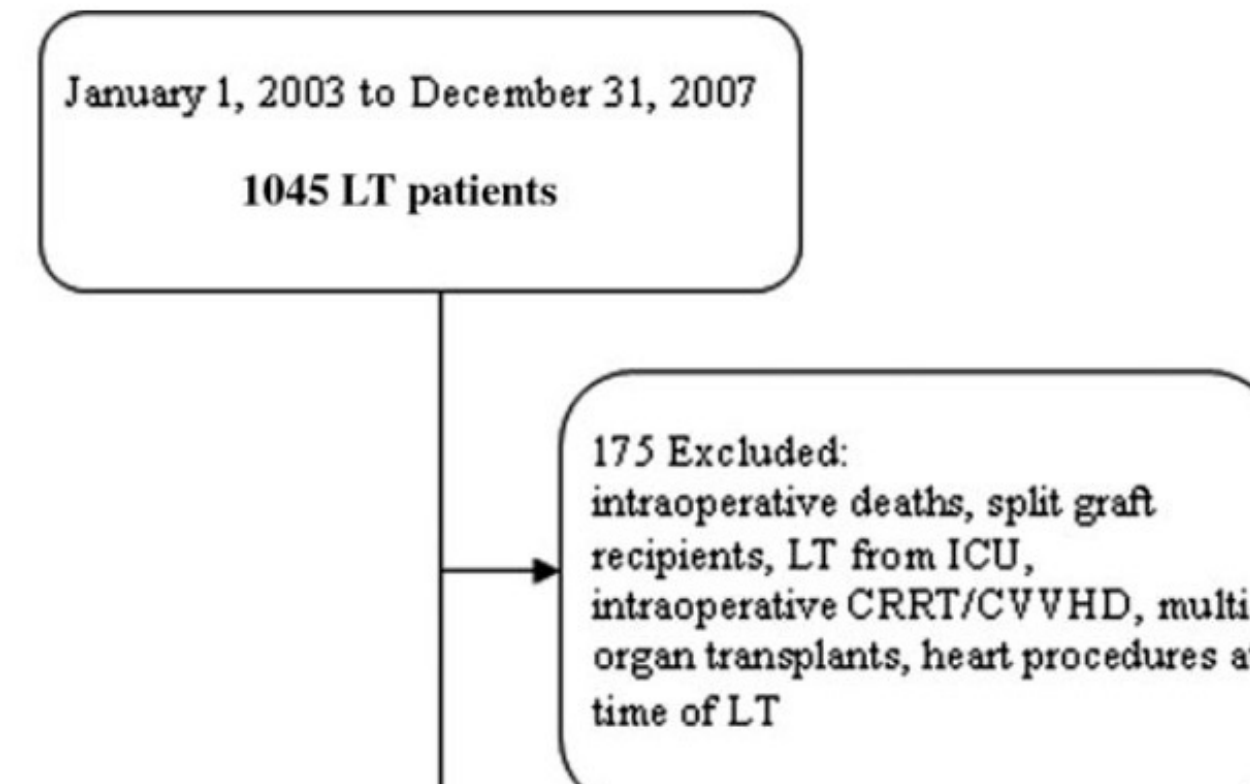 January 1, 2003 to December 31, 2007
1045 LT patients
175 Excluded:
intraoperative deaths, split graft
recipients, LT from ICU,
intraoperative CRRT/CVVHD, multi
organ transplants, heart procedures
time of LT